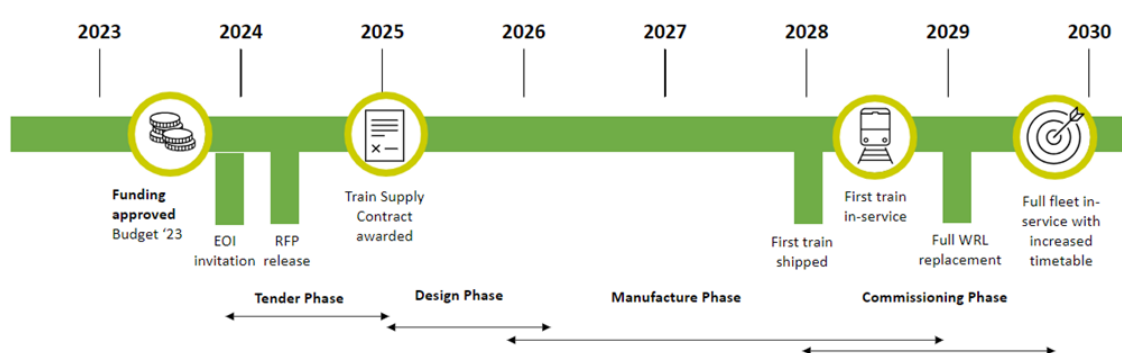 2023 2024 2025 2026 2027 2028 2029 2030
Funding
approved
Budget ‘23
EOI
invitation
RFP
release
Train Supply
Contract
awarded
First train
shipped
First train
in-service
Full WRL
replacement
Full fleet in-
service with
increased
timetable
Tender Phase
Design Phase
Manufacture Phase
Commissioning Phase